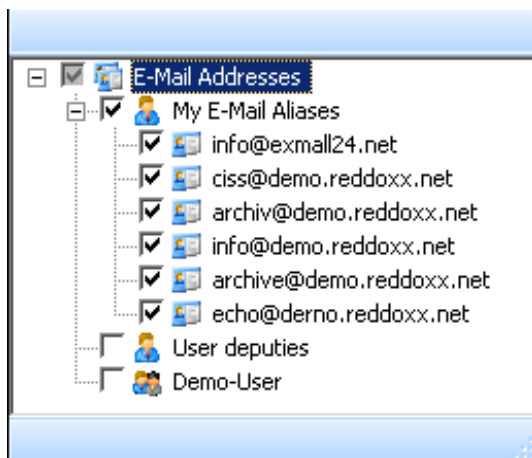 E-Mail Addresses
My E-Mail Aliases
info@exmall24.net
ciss@demo.reddoxx.net
archiv@demo.reddoxx.net
info@demo.reddoxx.net
archive@demo.reddoxx.net
echo@derno.reddoxx.net
User deputies
Demo-User